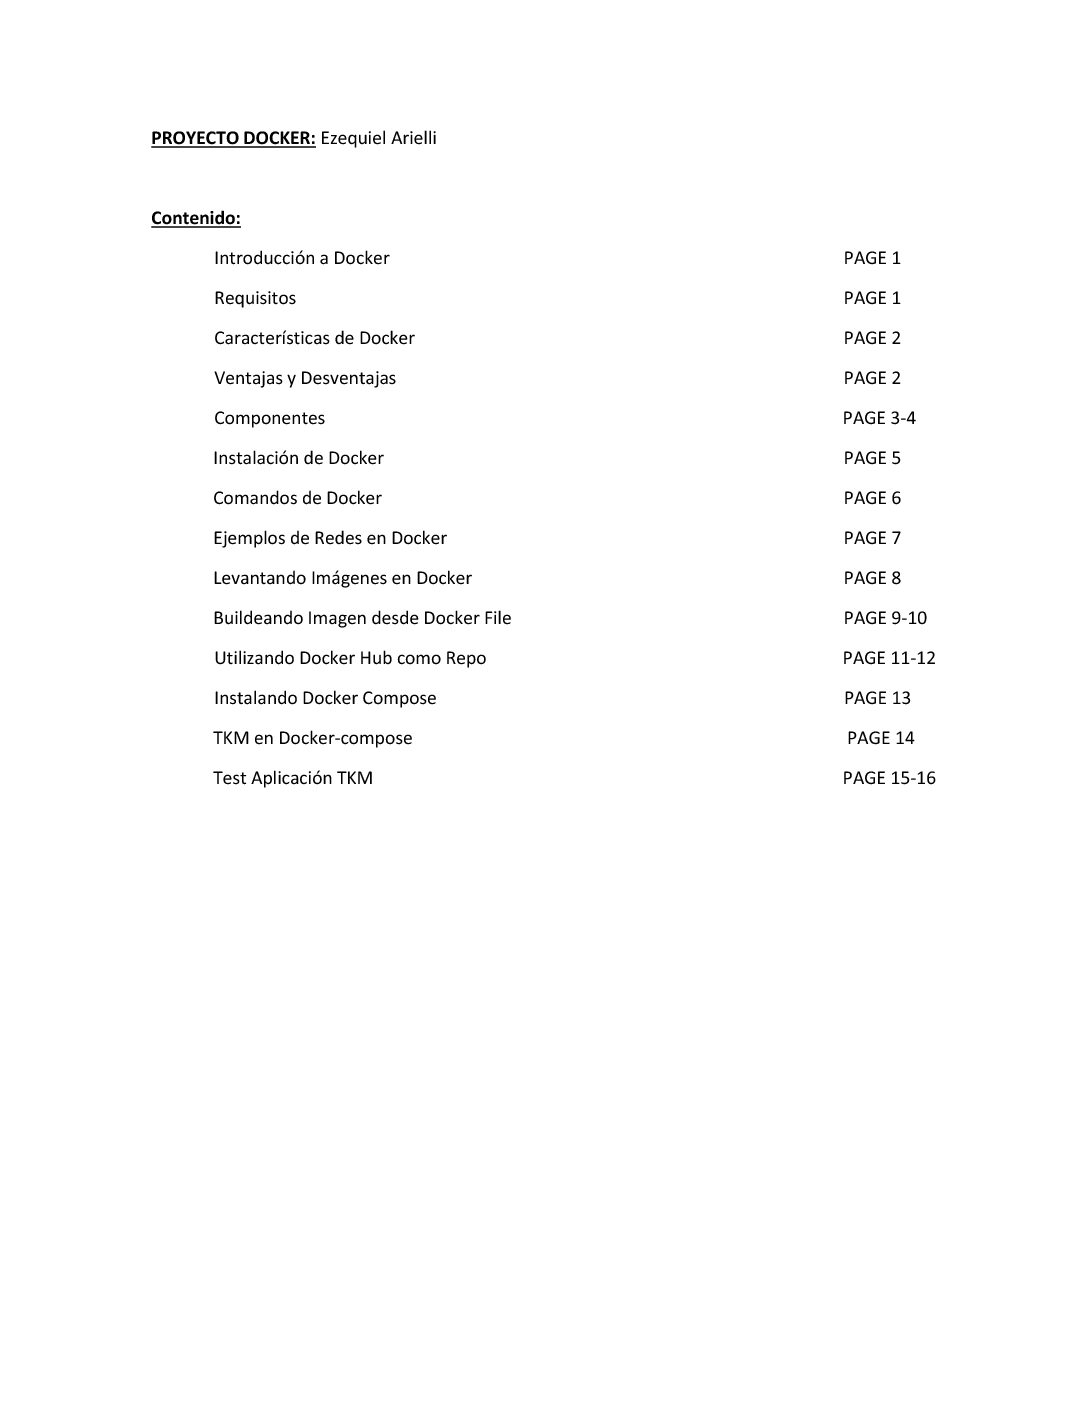 PROYECTO DOCKER: Ezequiel Arielli
Contenido:
Introducción a Docker PAGE 1
Requisitos PAGE 1
Características de Docker PAGE 2
Ventajas y Desventajas PAGE 2
Componentes PAGE 3-4
Instalación de Docker PAGE 5
Comandos de Docker PAGE 6
Ejemplos de Redes en Docker PAGE 7
Levantando Imágenes en Docker PAGE 8
Buildeando Imagen desde Docker File PAGE 9-10
Utilizando Docker Hub como Repo PAGE 11-12
Instalando Docker Compose PAGE 13
TKM en Docker-compose PAGE 14
Test Aplicación TKM PAGE 15-16